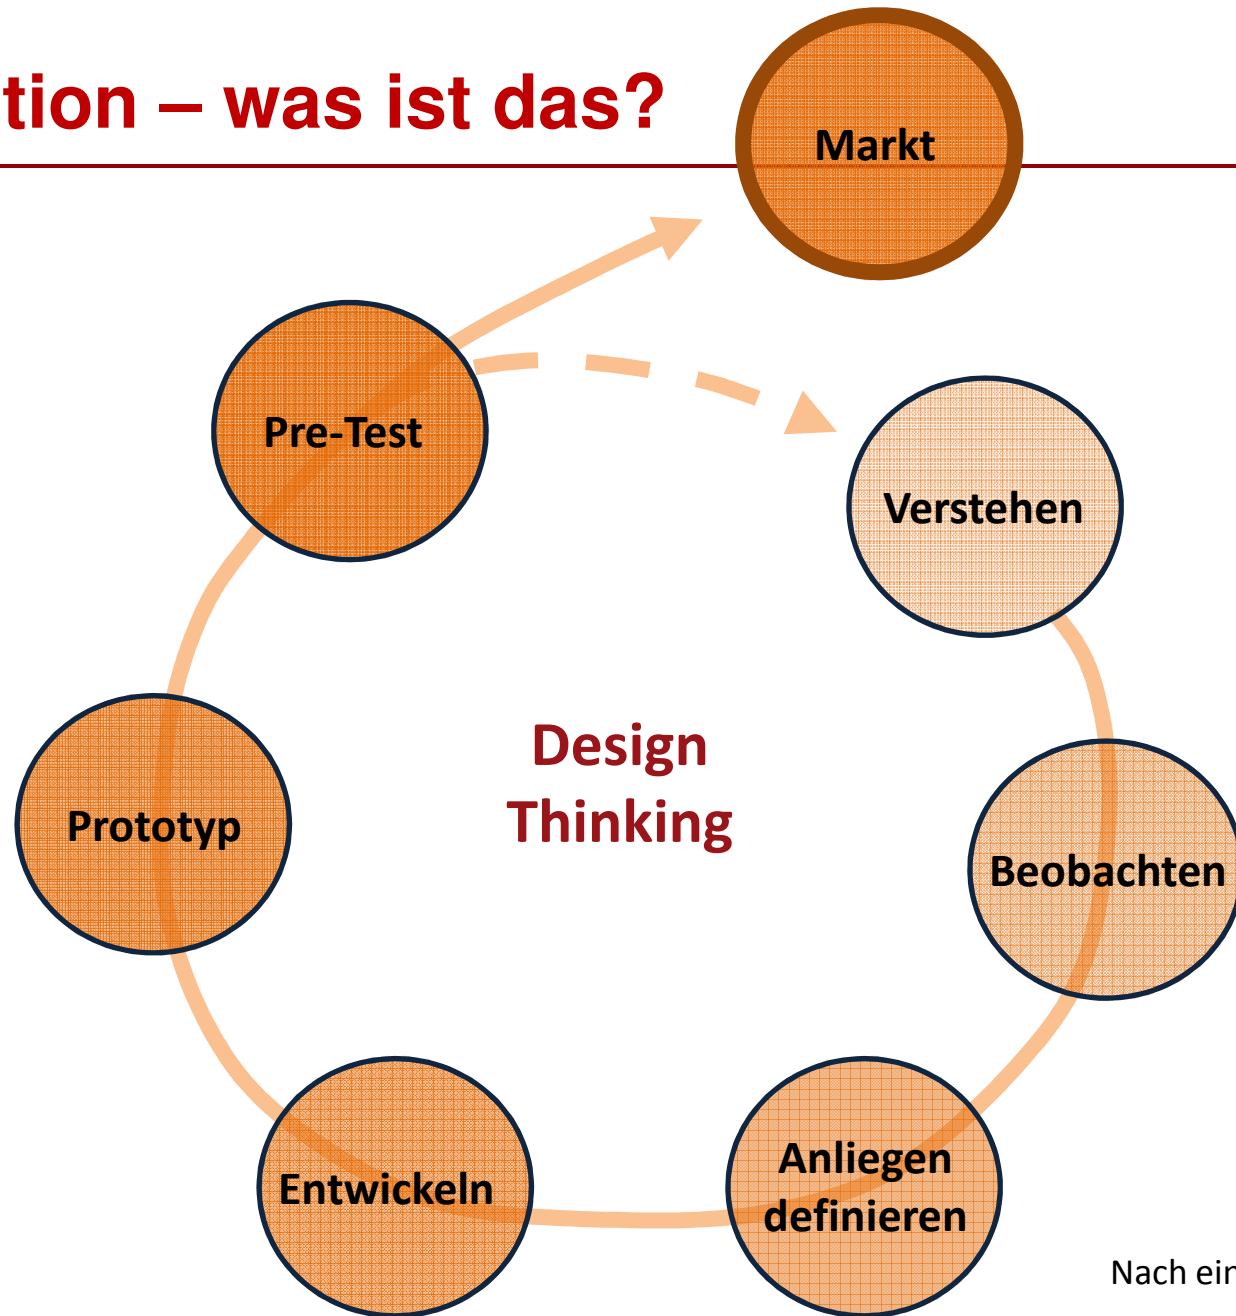 tion – was ist das?
Markt
Pre-Test
Verstehen
Design
Thinking
Prototyp
Beobachten
Anliegen
definieren
Entwickeln
Nach ein